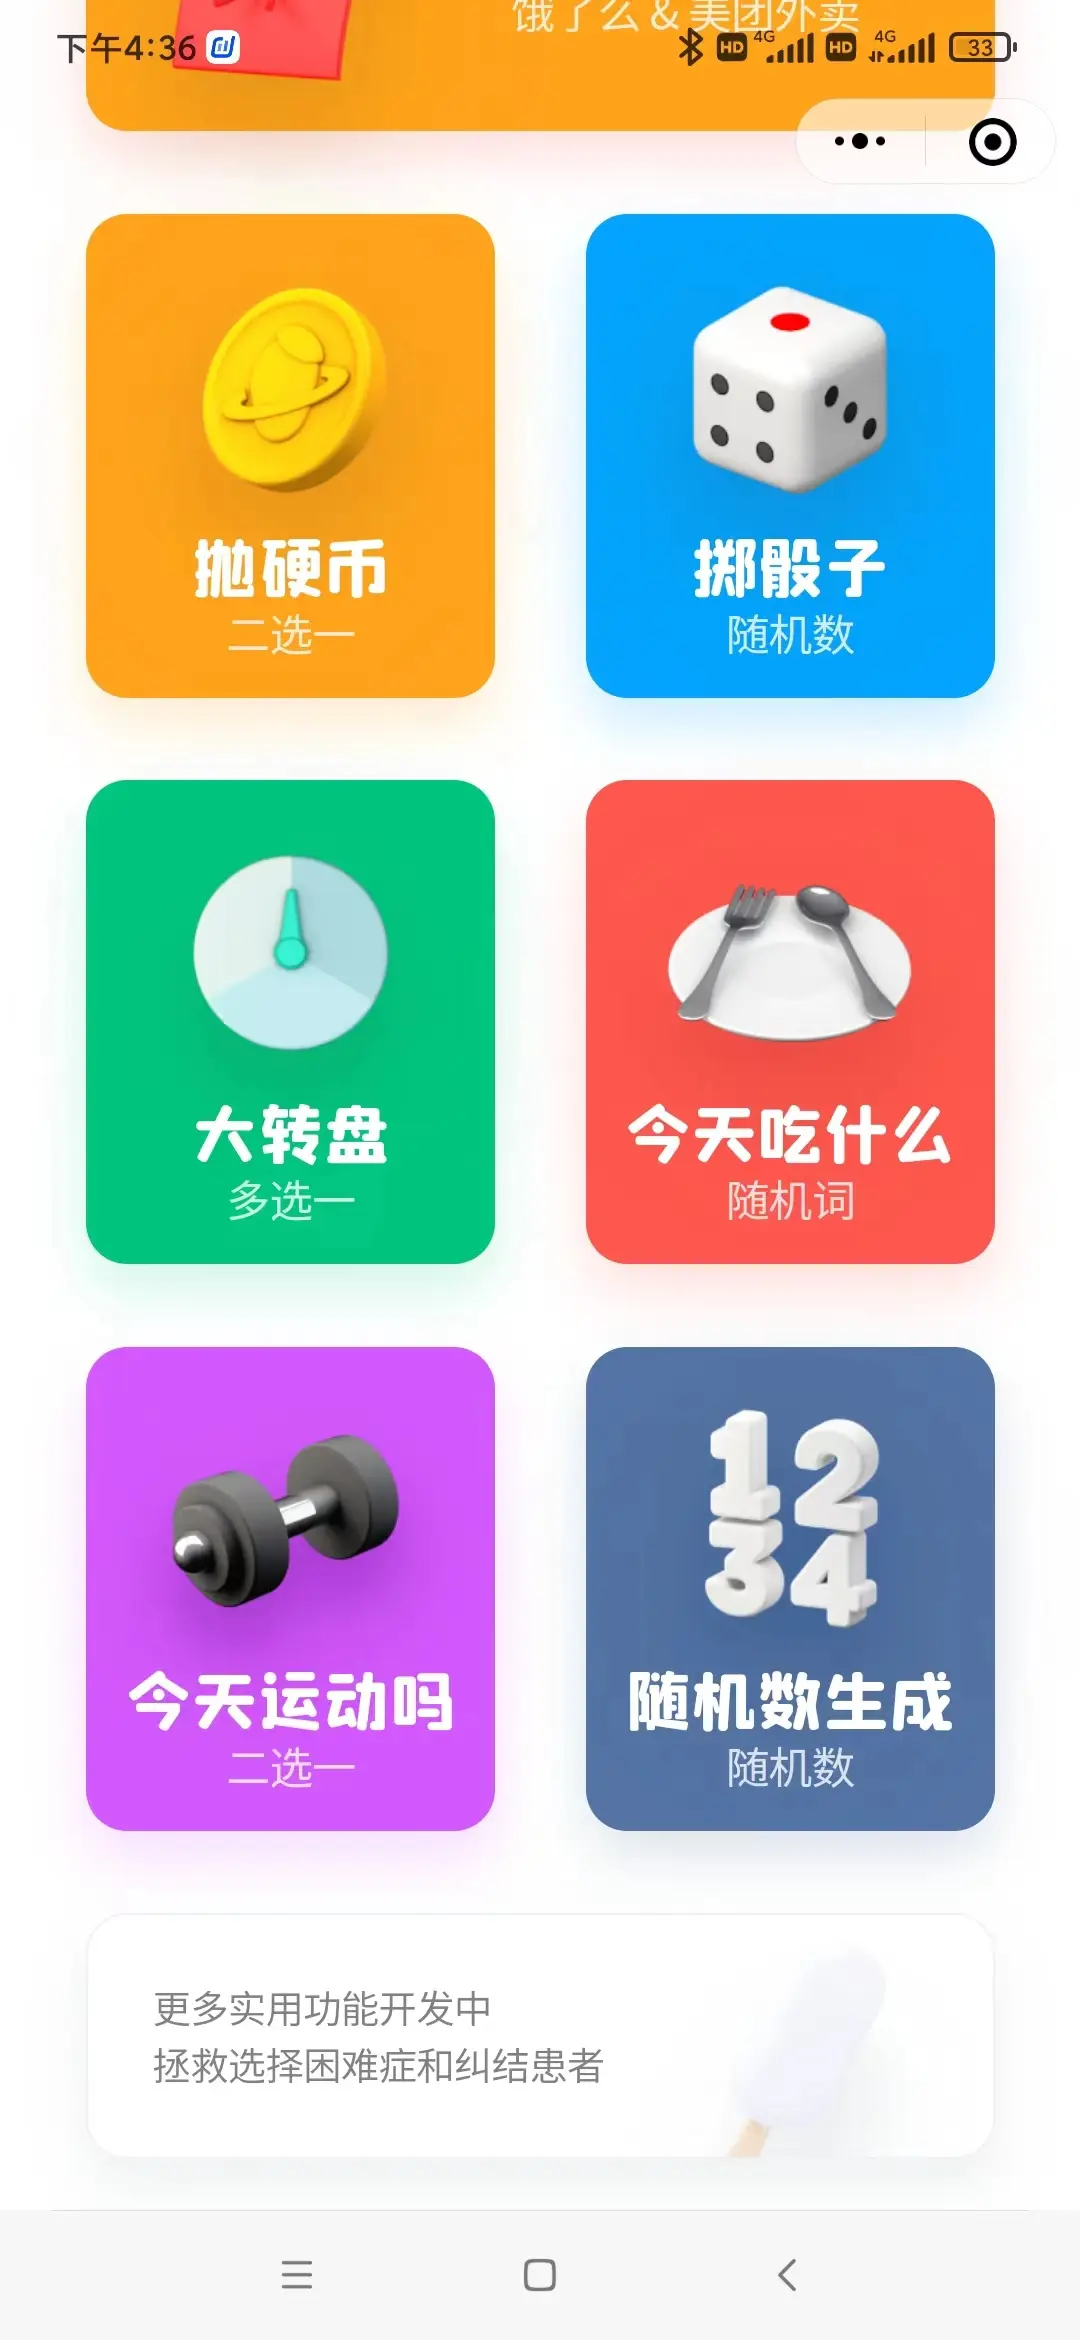 饿了么 & 美团外卖
下午4:36
HD 4G HD 4G 33
抛硬币
二选一
掷骰子
随机数
大转盘
多选一
今天吃什么
随机词
今天运动吗
二选一
12
34
随机数生成
随机数
更多实用功能开发中
拯救选择困难症和纠结患者